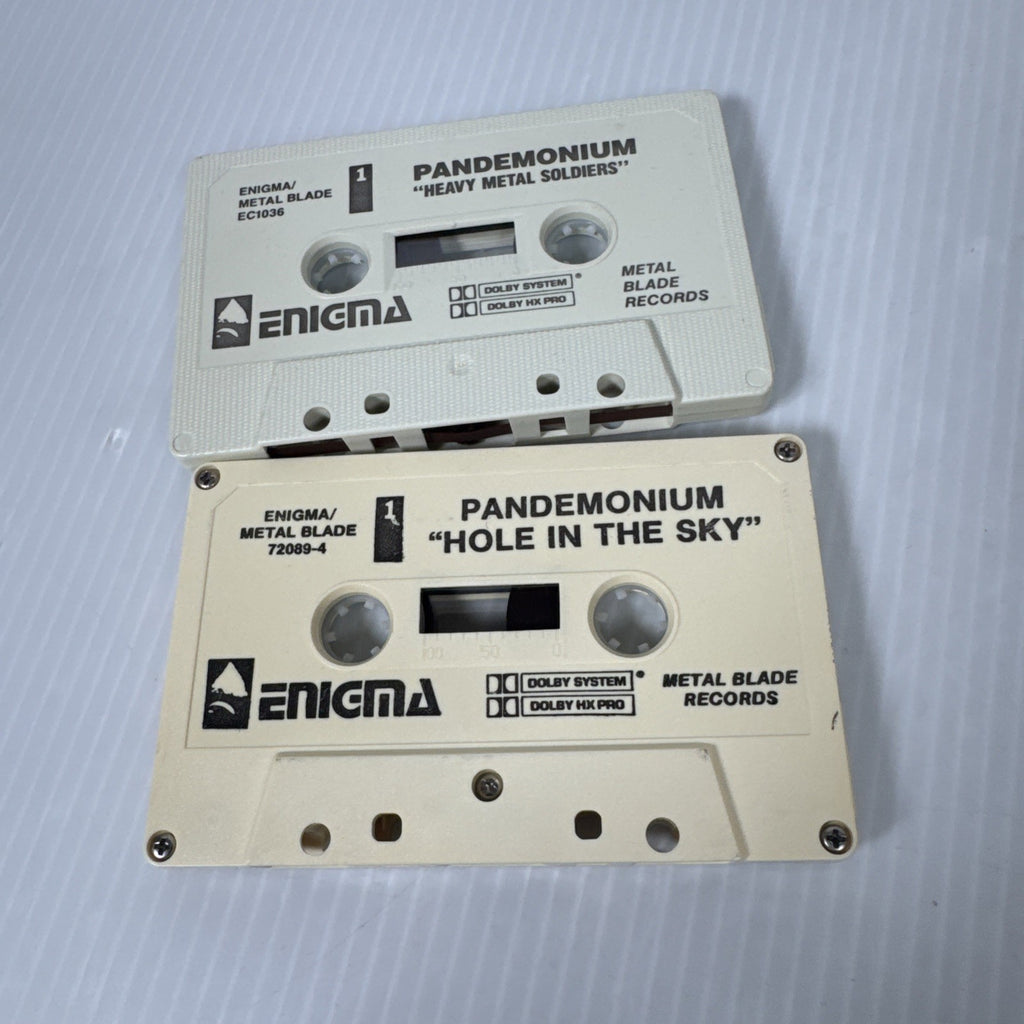 ENIGMA/
METAL BLADE
EC1036
1
PANDEMONIUM
"HEAVY METAL SOLDIERS"
ENIGMA
DOLBY SYSTEM®
DOLBY HX PRO
METAL
BLADE
RECORDS
ENIGMA/
METAL BLADE
72089-4
1
PANDEMONIUM
"HOLE IN THE SKY"
100 50 0
ENIGMA
DOLBY SYSTEM®
DOLBY HX PRO
METAL BLADE
RECORDS